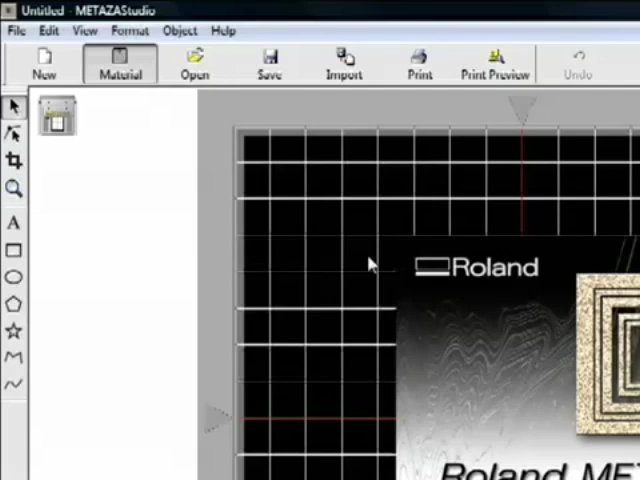 Untitled - METAZAStudio
File Edit View Format Object Help
New Material Open Save Import Print Print Preview Undo
A
Roland
Roland MET